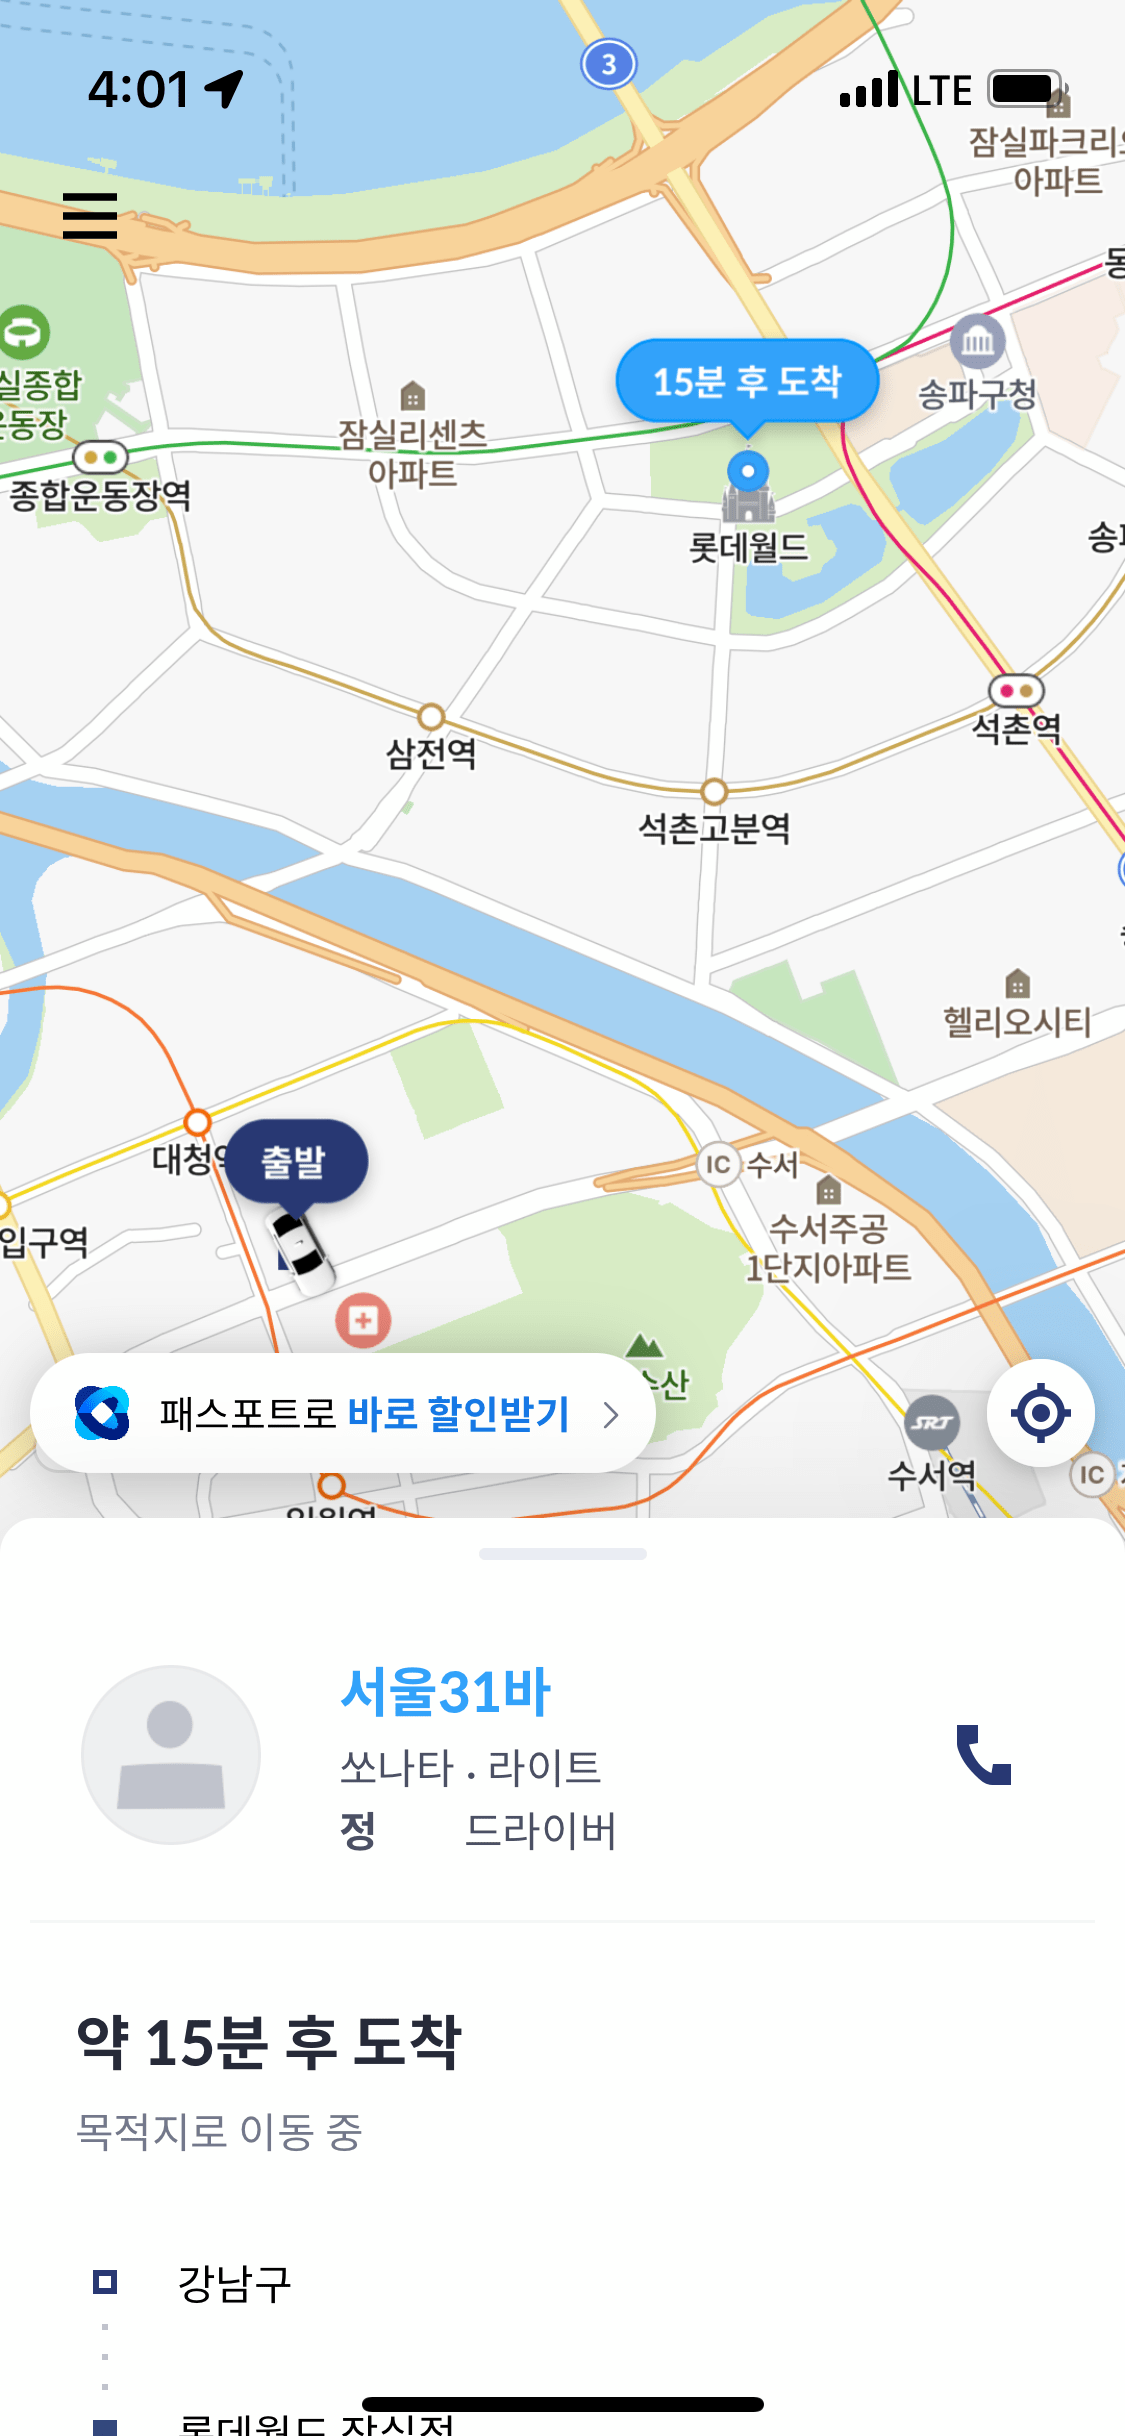 4:01
LTE
3
잠실파크리오
아파트
15분 후 도착
송파구청
실종합
운동장
잠실리센츠
아파트
종합운동장역
롯데월드
삼전역
석촌역
석촌고분역
헬리오시티
대청역
출발
IC 수서
입구역
수서주공
1단지아파트
산
패스포트로 바로 할인받기
SRT
수서역
IC
서울31바
쏘나타 · 라이트
정 드라이버
약 15분 후 도착
목적지로 이동 중
강남구
롯데월드 잠실점